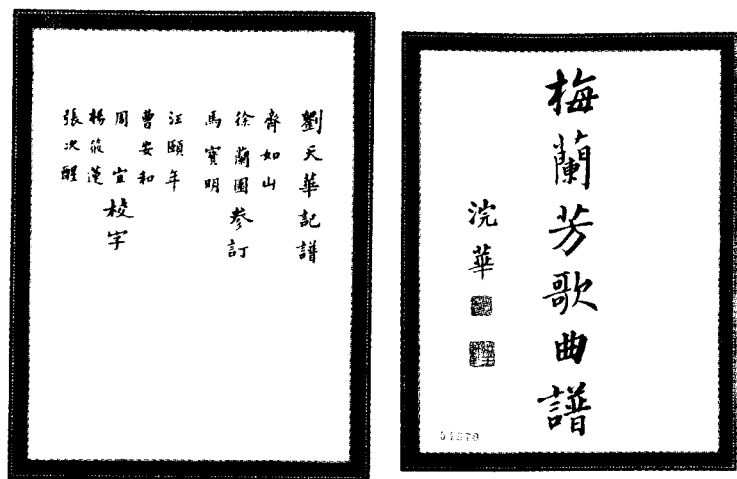 梅蘭芳歌曲譜
浣華
劉天華記譜
齊如山
徐蘭園參訂
馬寶明
汪頤年
曹安和
周宜校字
楊筱蓮
張次醒